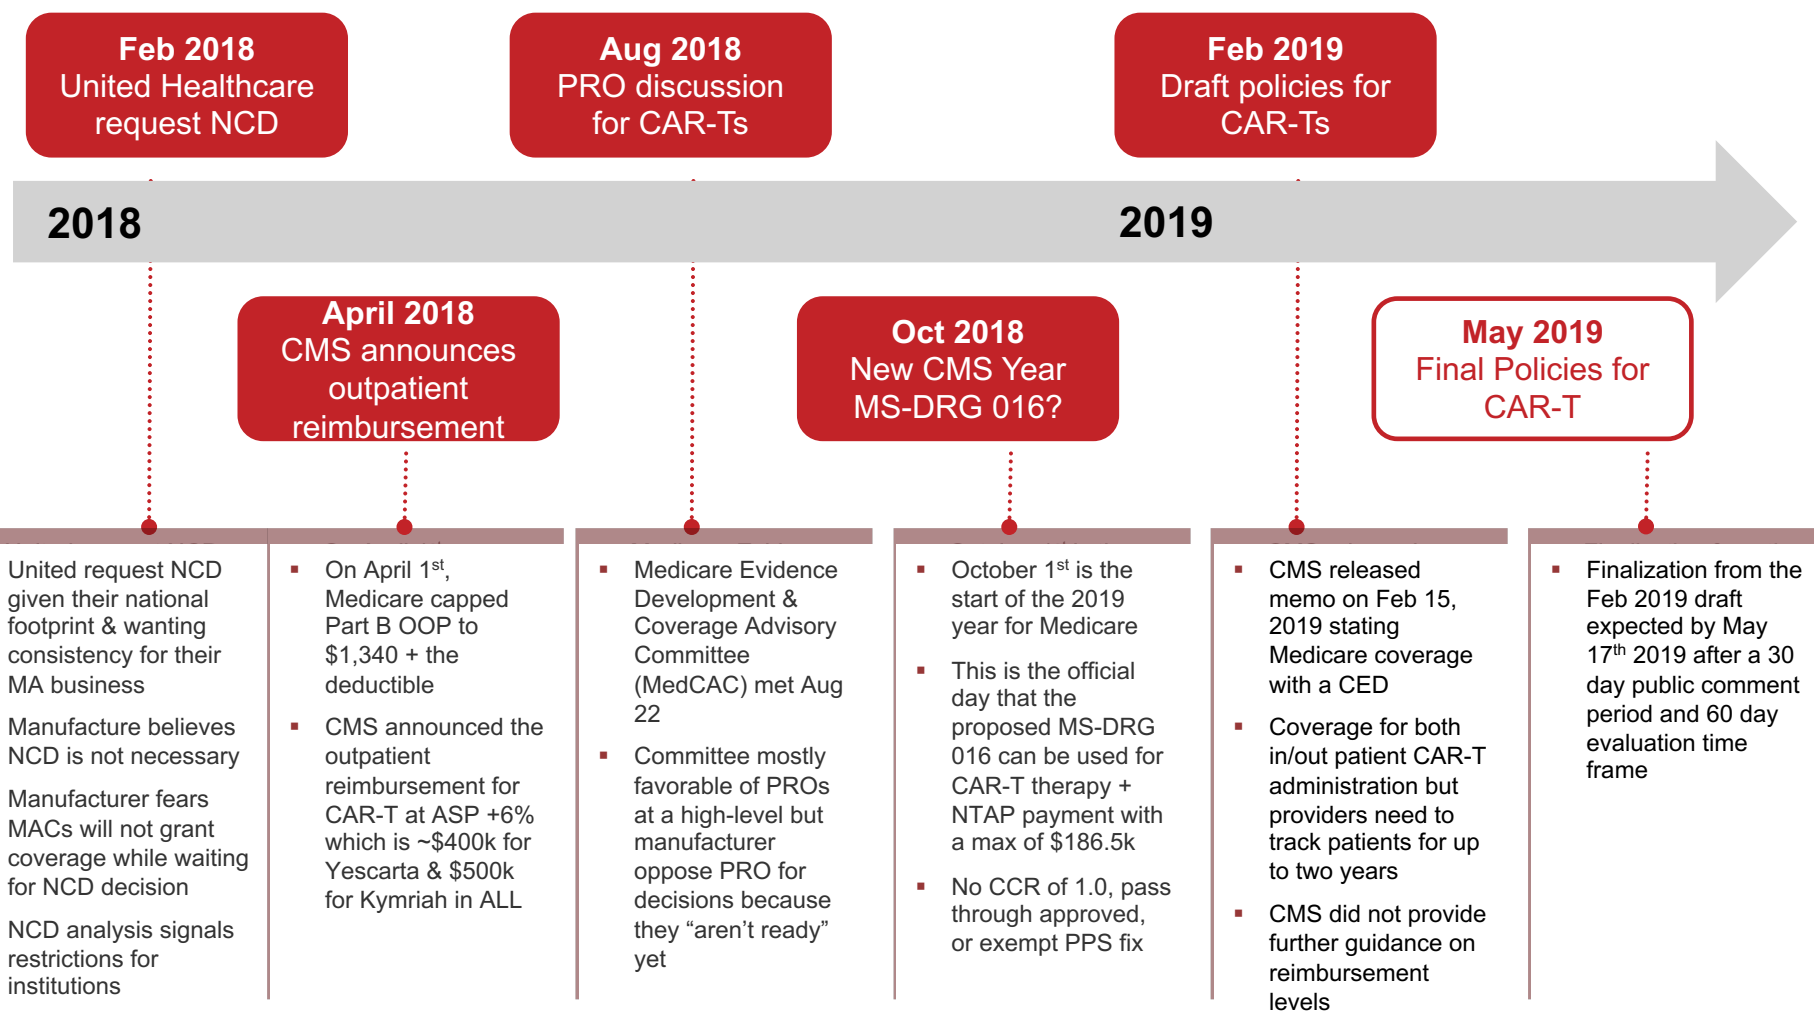 Feb 2018
United Healthcare
request NCD
Aug 2018
PRO discussion
for CAR-Ts
Feb 2019
Draft policies for
CAR-Ts
2018
2019
April 2018
CMS announces
outpatient
reimbursement
Oct 2018
New CMS Year
MS-DRG 016?
May 2019
Final Policies for
CAR-T
United request NCD
given their national
footprint & wanting
consistency for their
MA business
Manufacture believes
NCD is not necessary
Manufacturer fears
MACs will not grant
coverage while waiting
for NCD decision
NCD analysis signals
restrictions for
institutions
▪ On April 1st,
Medicare capped
Part B OOP to
$1,340 + the
deductible
▪ CMS announced the
outpatient
reimbursement for
CAR-T at ASP +6%
which is ~$400k for
Yescarta & $500k
for Kymriah in ALL
▪ Medicare Evidence
Development &
Coverage Advisory
Committee
(MedCAC) met Aug
22
▪ Committee mostly
favorable of PROs
at a high-level but
manufacturer
oppose PRO for
decisions because
they “aren’t ready”
yet
▪ October 1st is the
start of the 2019
year for Medicare
▪ This is the official
day that the
proposed MS-DRG
016 can be used for
CAR-T therapy +
NTAP payment with
a max of $186.5k
▪ No CCR of 1.0, pass
through approved,
or exempt PPS fix
▪ CMS released
memo on Feb 15,
2019 stating
Medicare coverage
with a CED
▪ Coverage for both
in/out patient CAR-T
administration but
providers need to
track patients for up
to two years
▪ CMS did not provide
further guidance on
reimbursement
levels
▪ Finalization from the
Feb 2019 draft
expected by May
17th 2019 after a 30
day public comment
period and 60 day
evaluation time
frame